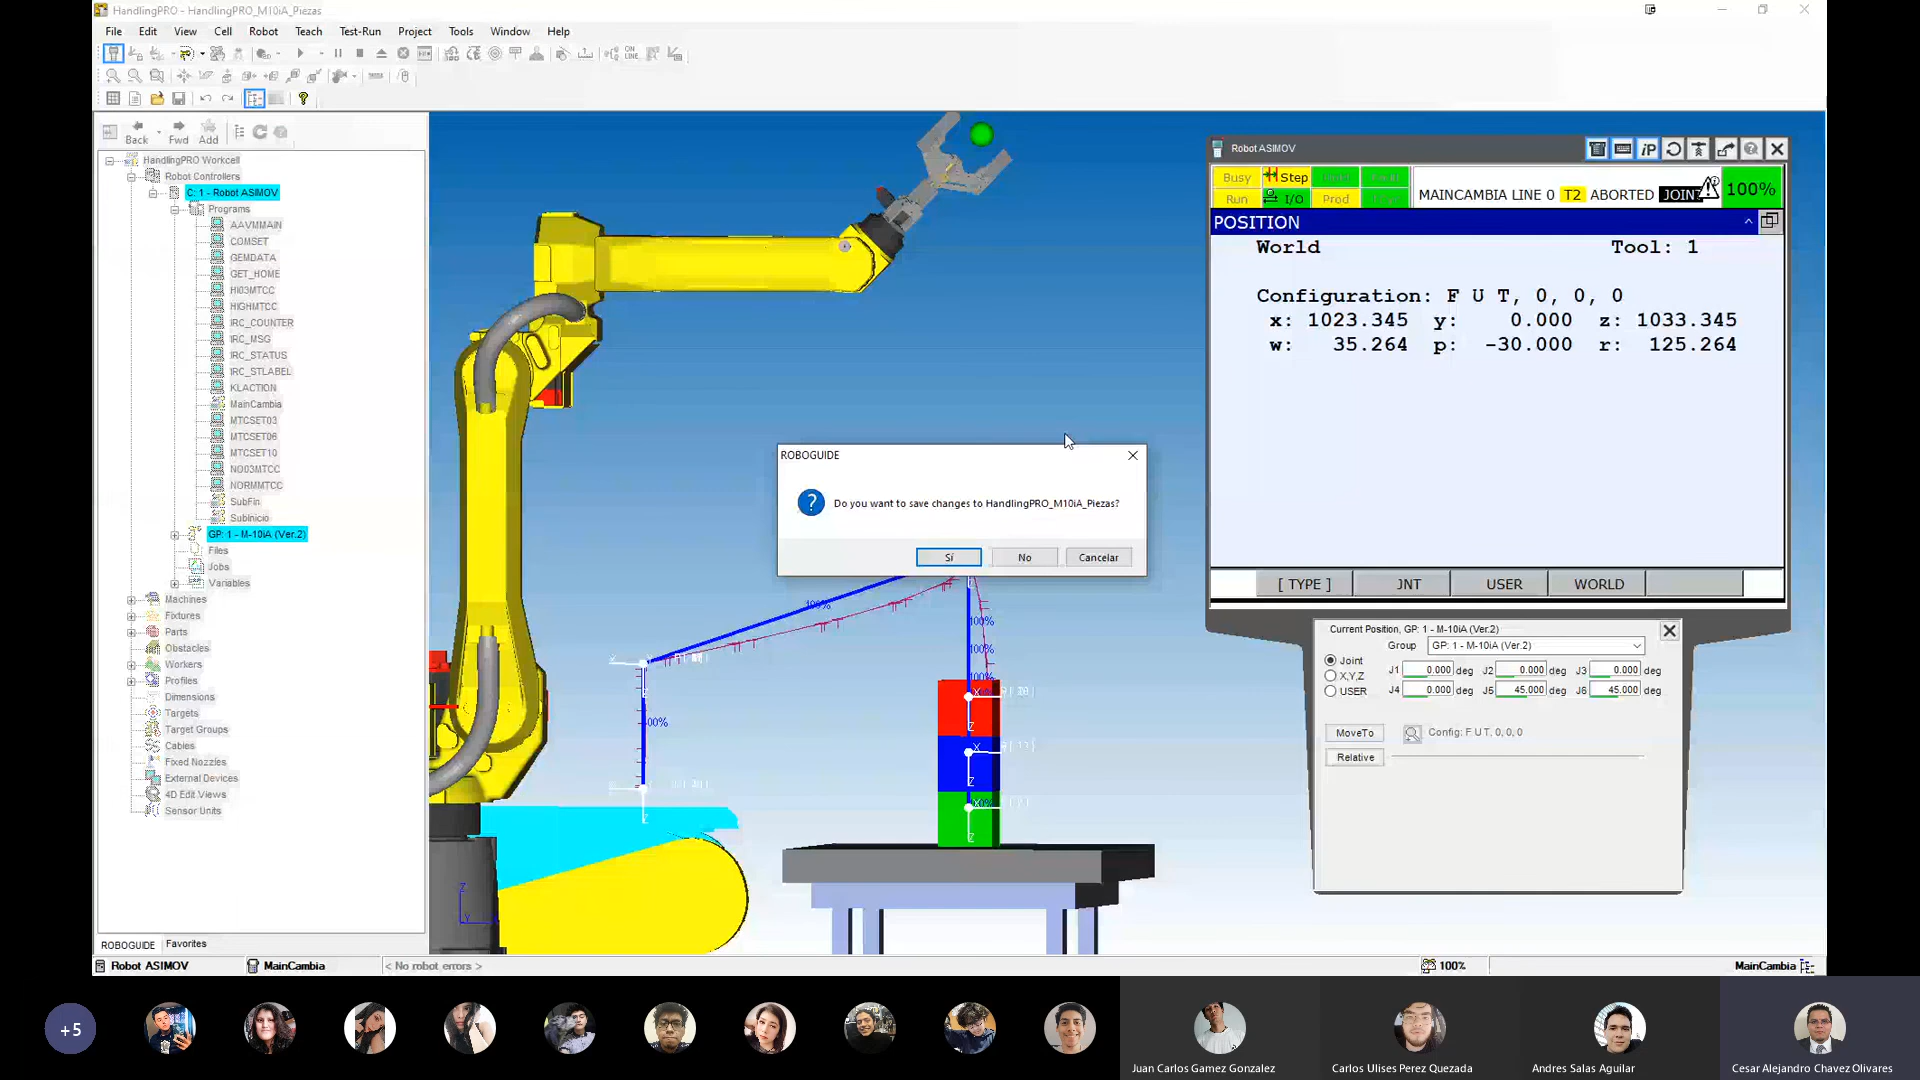 HandlingPRO - HandlingPRO_M10iA_Piezas
File Edit View Cell Robot Teach Test-Run Project Tools Window Help
ON LINE
Back Fwd Add
HandlingPRO Workcell
Robot Controllers
C: 1 - Robot ASIMOV
Programs
AAVMMAIN
COMSET
GEMDATA
GET_HOME
HI03MTCC
HIGHMTCC
IRC_COUNTER
IRC_MSG
IRC_STATUS
IRC_STLABEL
KLACTION
MainCambia
MTCSET03
MTCSET06
MTCSET10
NO03MTCC
NORMMTCC
SubFin
SubInicio
GP: 1 - M-10iA (Ver.2)
Files
Jobs
Variables
Machines
Fixtures
Parts
Obstacles
Workers
Profiles
Dimensions
Targets
Target Groups
Cables
Fixed Nozzles
External Devices
4D Edit Views
Sensor Units
ROBOGUIDE Favorites
Robot ASIMOV MainCambia < No robot errors > 100% MainCambia
Robot ASIMOV
iP
Busy Step
Run I/O Prod
MAINCAMBIA LINE 0 T2 ABORTED JOINT 100%
POSITION
World Tool: 1
Configuration: F U T, 0, 0, 0
x: 1023.345 y: 0.000 z: 1033.345
w: 35.264 p: -30.000 r: 125.264
[ TYPE ] JNT USER WORLD
ROBOGUIDE
Do you want to save changes to HandlingPRO_M10iA_Piezas?
Sí No Cancelar
100%
100%
100%
100%
00%
Z
X
Z
X
Z
X0%
Z
Z
Y
Current Position, GP: 1 - M-10iA (Ver.2)
Group GP: 1 - M-10iA (Ver.2)
Joint J1 0.000 deg J2 0.000 deg J3 0.000 deg
X,Y,Z
USER J4 0.000 deg J5 45.000 deg J6 45.000 deg
MoveTo Config: F U T, 0, 0, 0
Relative
+5
Juan Carlos Gamez Gonzalez
Carlos Ulises Perez Quezada
Andres Salas Aguilar
Cesar Alejandro Chavez Olivares